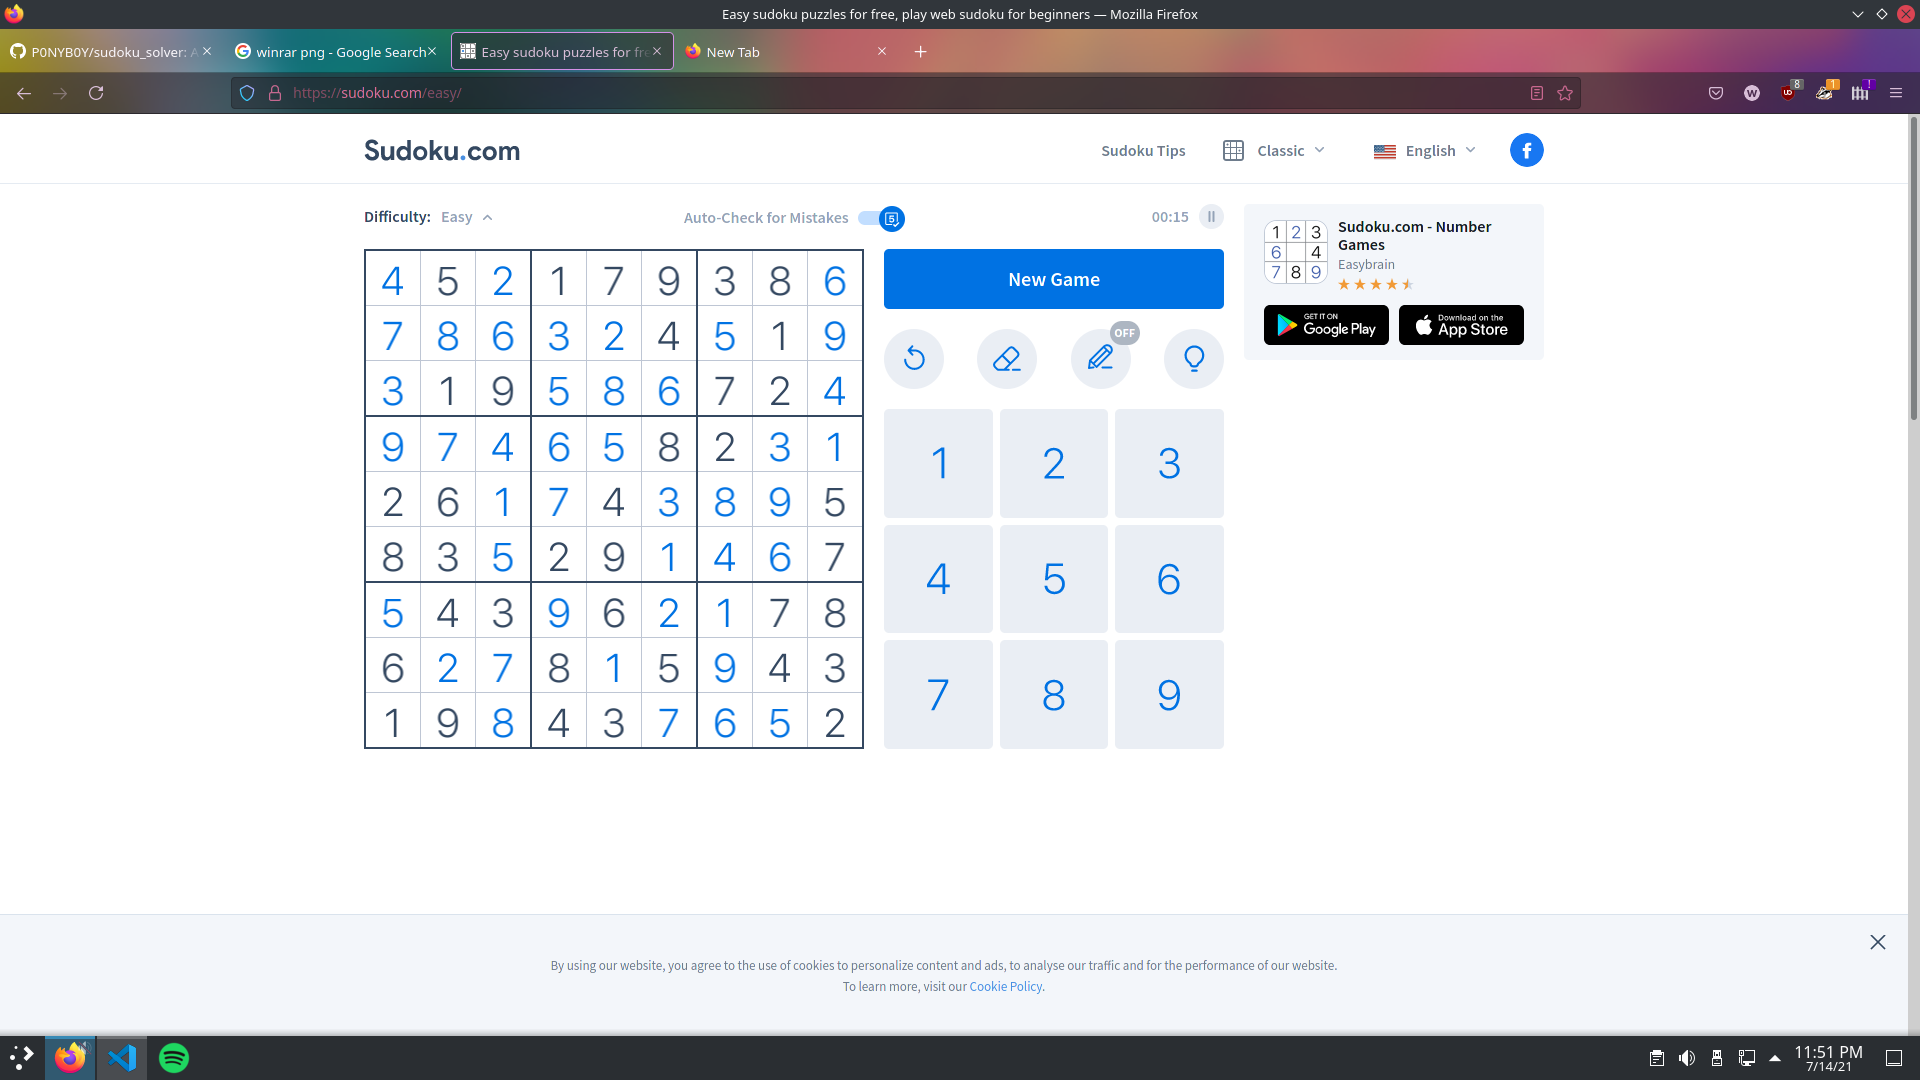 Easy sudoku puzzles for free, play web sudoku for beginners — Mozilla Firefox
P0NYB0Y/sudoku_solver: A
winrar png - Google Search
Easy sudoku puzzles for fre
New Tab
https://sudoku.com/easy/
W
8
1
!
Sudoku.com
Sudoku Tips
Classic
English
Difficulty: Easy
Auto-Check for Mistakes
5
00:15
4 5 2 1 7 9 3 8 6
7 8 6 3 2 4 5 1 9
3 1 9 5 8 6 7 2 4
9 7 4 6 5 8 2 3 1
2 6 1 7 4 3 8 9 5
8 3 5 2 9 1 4 6 7
5 4 3 9 6 2 1 7 8
6 2 7 8 1 5 9 4 3
1 9 8 4 3 7 6 5 2
New Game
OFF
1 2 3
4 5 6
7 8 9
1 2 3
6 4
7 8 9
Sudoku.com - Number
Games
Easybrain
GET IT ON
Google Play
Download on the
App Store
By using our website, you agree to the use of cookies to personalize content and ads, to analyse our traffic and for the performance of our website.
To learn more, visit our Cookie Policy.
11:51 PM
7/14/21